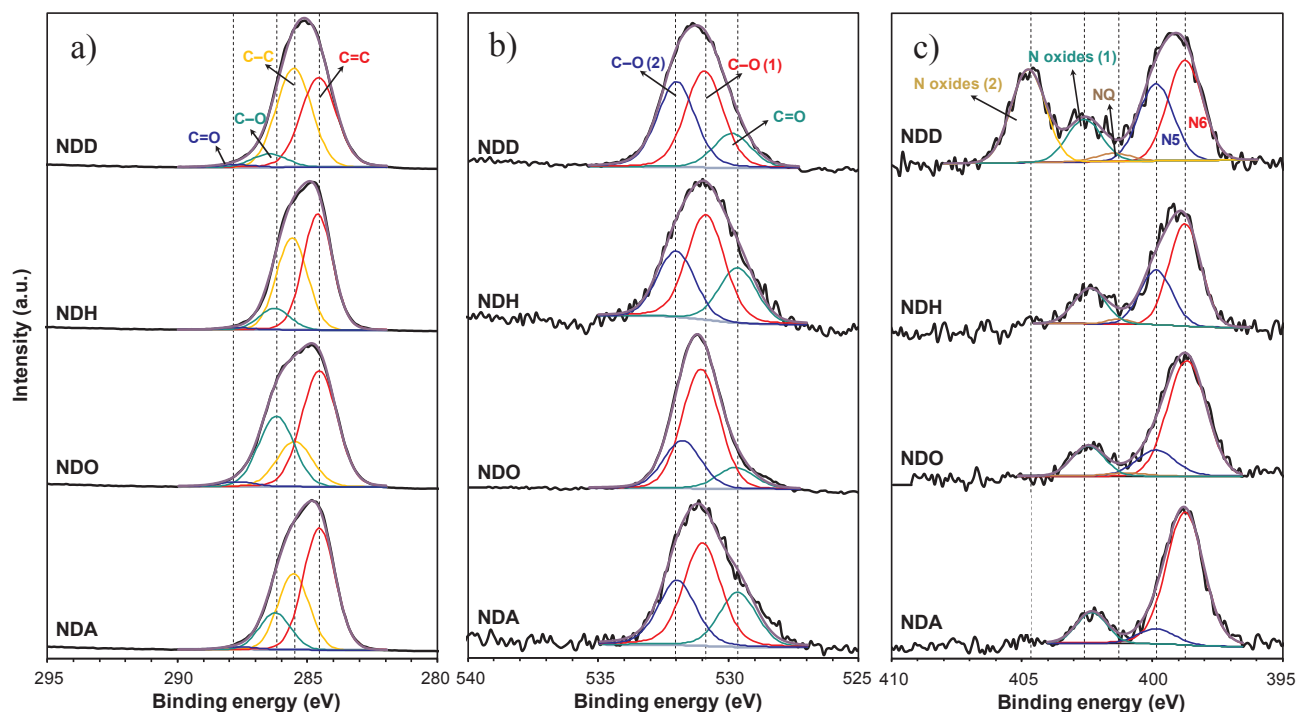 a)
C–C
C=C
C–O
C=O
NDD
NDH
NDO
NDA
Intensity (a.u.)
295 290 285 280
Binding energy (eV)
b)
C–O (2)
C–O (1)
C=O
NDD
NDH
NDO
NDA
540 535 530 525
Binding energy (eV)
c)
N oxides (1)
N oxides (2)
NQ
N6
N5
NDD
NDH
NDO
NDA
410 405 400 395
Binding energy (eV)